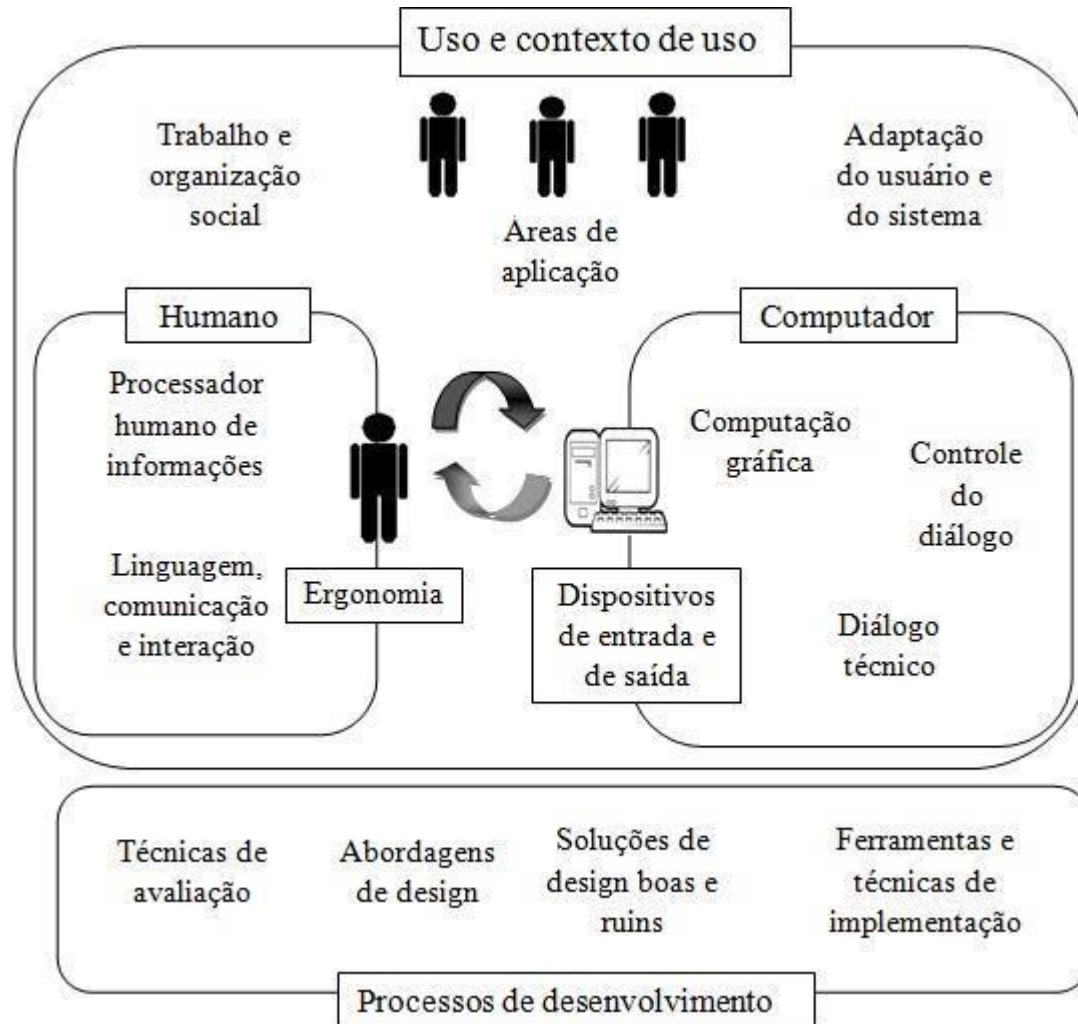 Uso e contexto de uso
Trabalho e
organização
social
Áreas de
aplicação
Adaptação
do usuário e
do sistema
Humano
Processador
humano de
informações
Linguagem,
comunicação
e interação
Ergonomia
Computador
Computação
gráfica
Controle
do
diálogo
Dispositivos
de entrada e
de saída
Diálogo
técnico
Técnicas de
avaliação
Abordagens
de design
Soluções de
design boas e
ruins
Ferramentas e
técnicas de
implementação
Processos de desenvolvimento